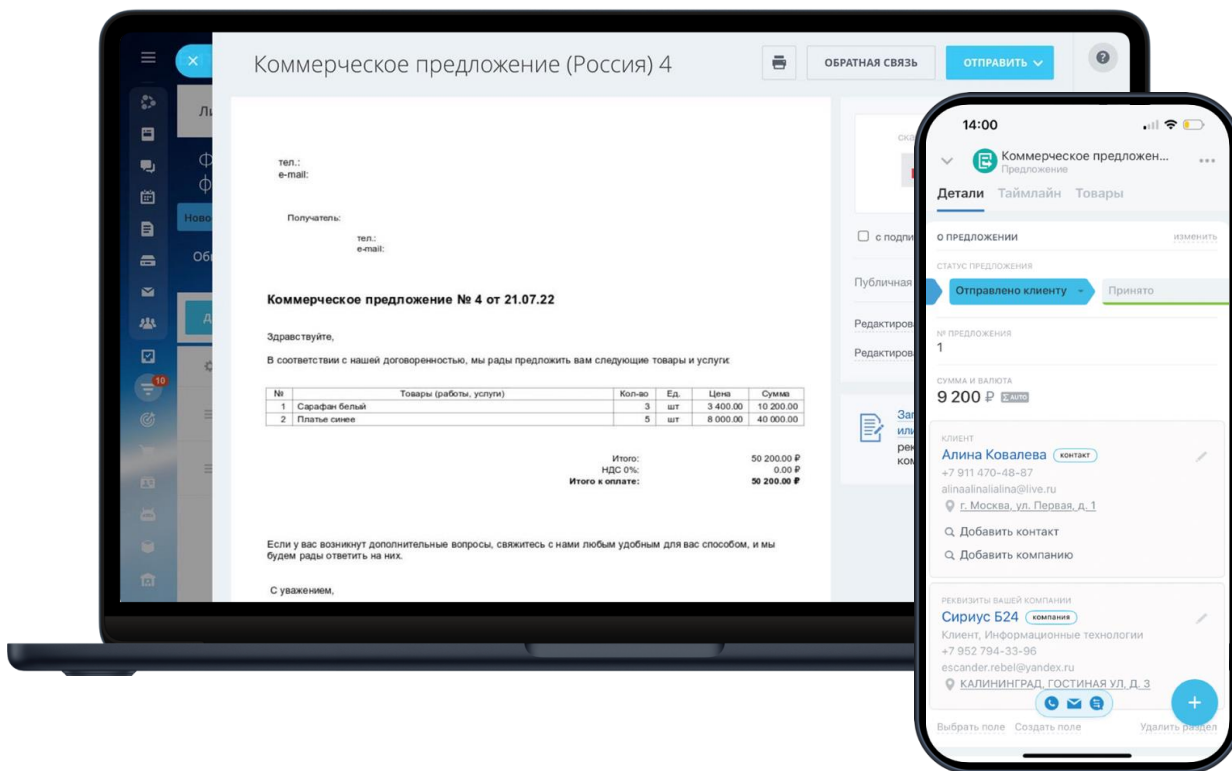 Коммерческое предложение (Россия) 4
ОБРАТНАЯ СВЯЗЬ
ОТПРАВИТЬ
?
10
тел.:
e-mail:
Получатель:
тел.:
e-mail:
Коммерческое предложение № 4 от 21.07.22
Здравствуйте,
В соответствии с нашей договоренностью, мы рады предложить вам следующие товары и услуги:
№ Товары (работы, услуги) Кол-во Ед. Цена Сумма
1 Сарафан белый 3 шт 3 400.00 10 200.00
2 Платье синее 5 шт 8 000.00 40 000.00
Итого: 50 200.00 ₽
НДС 0%: 0.00 ₽
Итого к оплате: 50 200.00 ₽
Если у вас возникнут дополнительные вопросы, свяжитесь с нами любым удобным для вас способом, и мы
будем рады ответить на них.
С уважением,
с
Публичная
14:00
Коммерческое предложен...
Предложение
Детали Таймлайн Товары
О ПРЕДЛОЖЕНИИ изменить
СТАТУС ПРЕДЛОЖЕНИЯ
Отправлено клиенту Принято
№ ПРЕДЛОЖЕНИЯ
1
СУММА И ВАЛЮТА
9 200 ₽ AUTO
КЛИЕНТ
Алина Ковалева контакт
+7 911 470-48-87
alinaalinalialina@live.ru
г. Москва, ул. Первая, д. 1
Добавить контакт
Добавить компанию
РЕКВИЗИТЫ ВАШЕЙ КОМПАНИИ
Сириус Б24 компания
Клиент, Информационные технологии
+7 952 794-33-96
escander.rebel@yandex.ru
КАЛИНИНГРАД, ГОСТИНАЯ УЛ, Д. 3
Выбрать поле Создать поле Удалить раздел